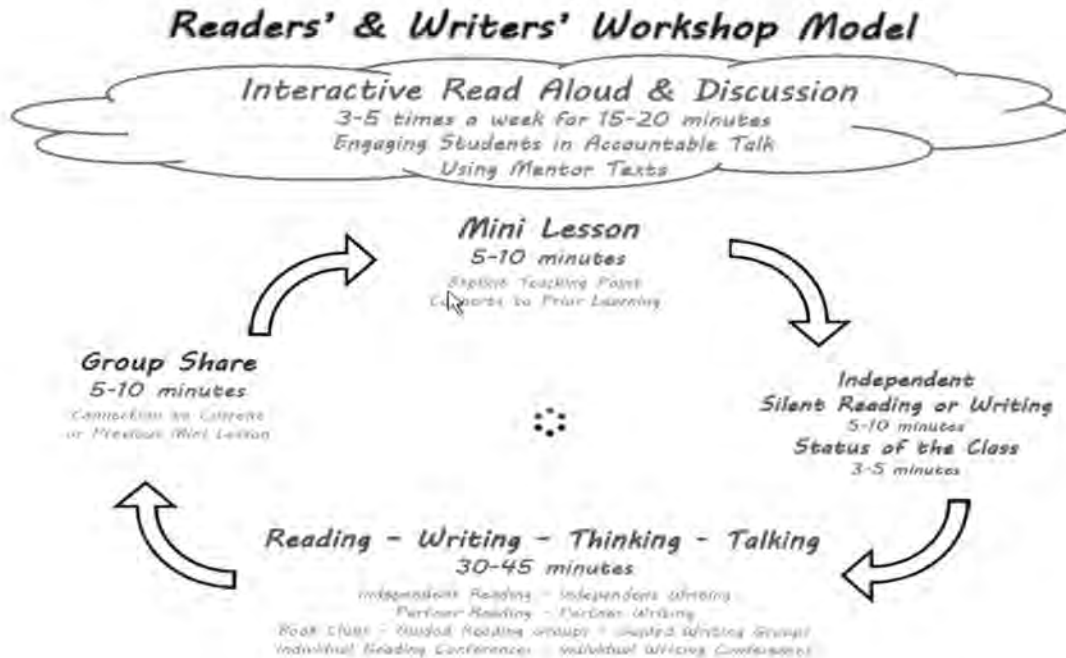 Readers' & Writers' Workshop Model
Interactive Read Aloud & Discussion
3-5 times a week for 15-20 minutes
Engaging Students in Accountable Talk
Using Mentor Texts
Mini Lesson
5-10 minutes
Explicit Teaching Point
Connects to Prior Learning
Independent
Silent Reading or Writing
5-10 minutes
Status of the Class
3-5 minutes
Reading - Writing - Thinking - Talking
30-45 minutes
Independent Reading - Independent Writing
Partner Reading - Partner Writing
Book Clubs - Guided Reading Groups - Guided Writing Groups
Individual Reading Conferences - Individual Writing Conferences
Group Share
5-10 minutes
Connection to Current
or Previous Mini Lesson